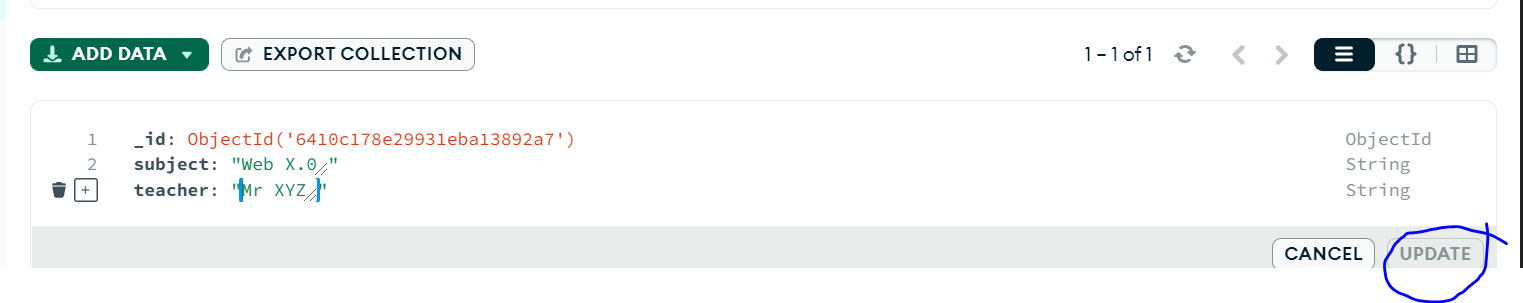 ADD DATA
EXPORT COLLECTION
1 – 1 of 1
{}
1 _id: ObjectId('6410c178e29931eba13892a7') ObjectId
2 subject: "Web X.0" String
+ teacher: "Mr XYZ" String
CANCEL
UPDATE